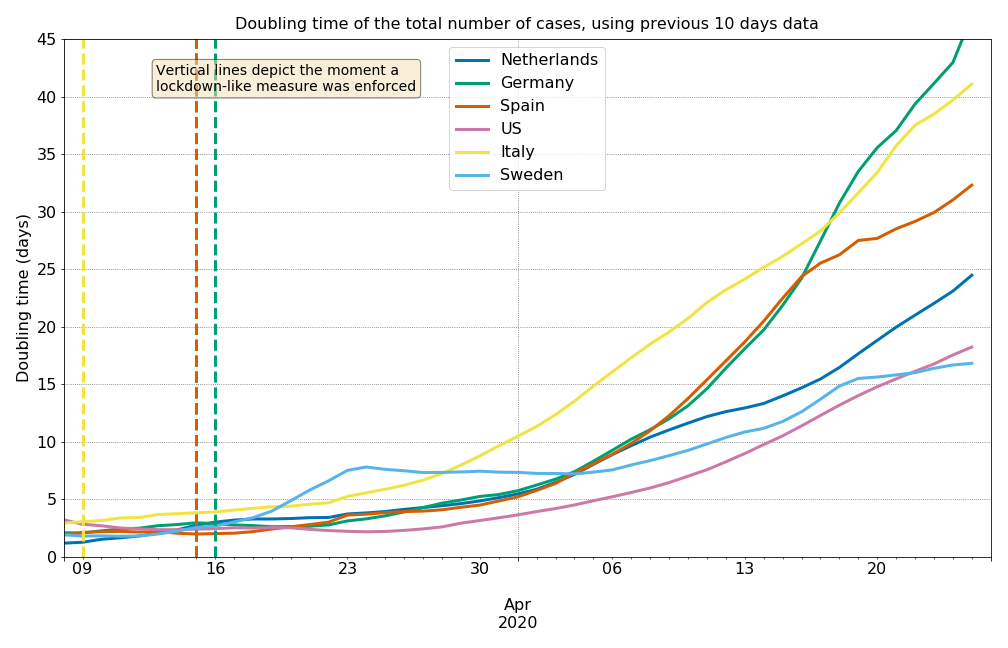 Doubling time of the total number of cases, using previous 10 days data
Doubling time (days)
45
40
35
30
25
20
15
10
5
0
Vertical lines depict the moment a
lockdown-like measure was enforced
Netherlands
Germany
Spain
US
Italy
Sweden
09 16 23 30 06 13 20
Apr
2020